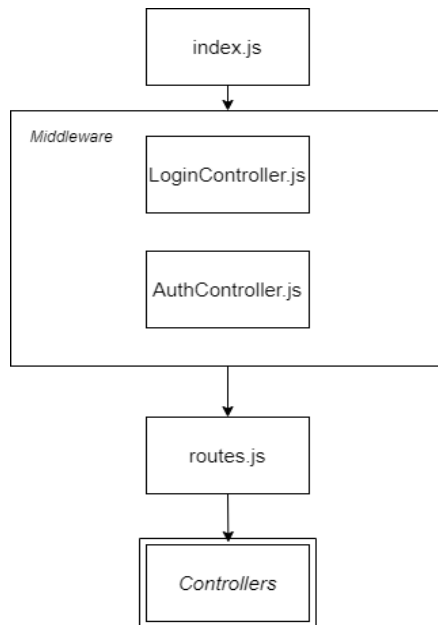 index.js
Middleware
LoginController.js
AuthController.js
routes.js
Controllers